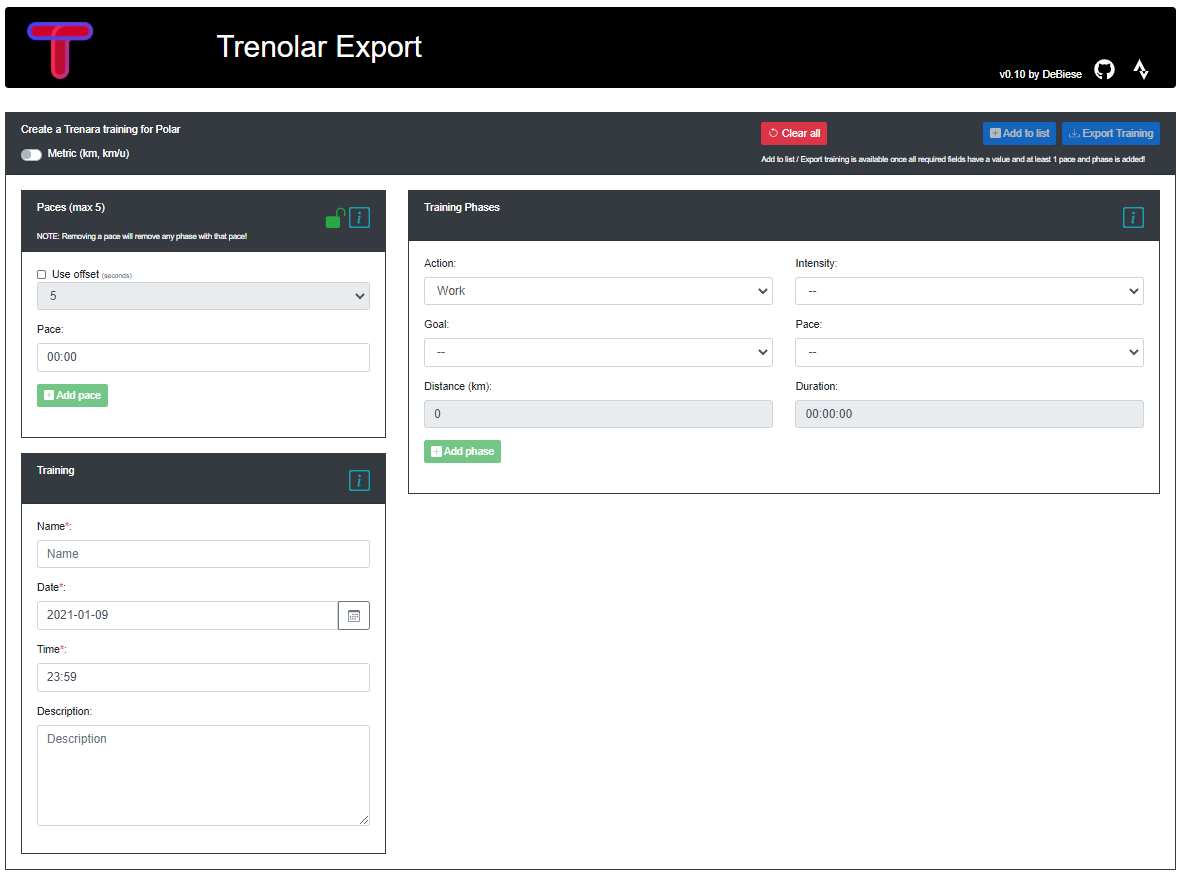 T
Trenolar Export
v0.10 by DeBiese
Create a Trenara training for Polar
Metric (km, km/u)
Clear all
Add to list
Export Training
Add to list / Export training is available once all required fields have a value and at least 1 pace and phase is added!
Paces (max 5)
NOTE: Removing a pace will remove any phase with that pace!
i
Use offset (seconds)
5
Pace:
00:00
Add pace
Training
i
Name*:
Name
Date*:
2021-01-09
Time*:
23:59
Description:
Description
Training Phases
i
Action:
Work
Intensity:
--
Goal:
--
Pace:
--
Distance (km):
0
Duration:
00:00:00
Add phase